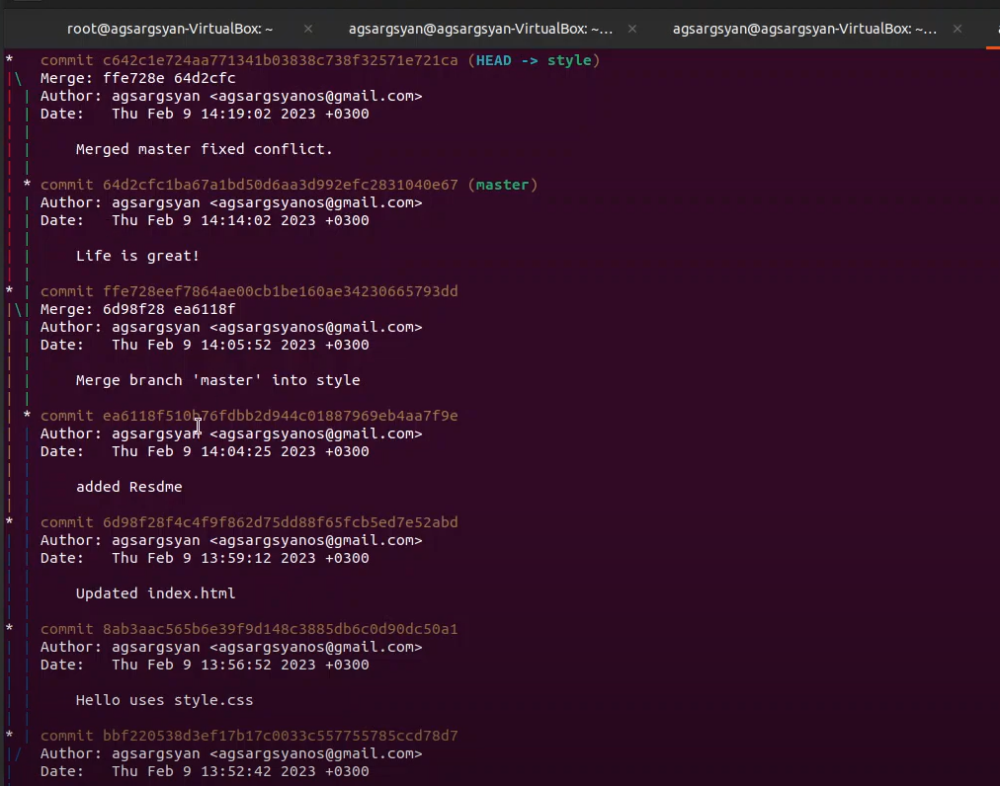 root@agsargsyan-VirtualBox: ~ × agsargsyan@agsargsyan-VirtualBox: ~... × agsargsyan@agsargsyan-VirtualBox: ~... ×
* commit c642c1e724aa771341b03838c738f32571e721ca (HEAD -> style)
|\ Merge: ffe728e 64d2cfc
| | Author: agsargsyan <agsargsyanos@gmail.com>
| | Date: Thu Feb 9 14:19:02 2023 +0300
| |
| | Merged master fixed conflict.
| |
| * commit 64d2cfc1ba67a1bd50d6aa3d992efc2831040e67 (master)
| | Author: agsargsyan <agsargsyanos@gmail.com>
| | Date: Thu Feb 9 14:14:02 2023 +0300
| |
| | Life is great!
| |
* | commit ffe728eef7864ae00cb1be160ae34230665793dd
|\| Merge: 6d98f28 ea6118f
| | Author: agsargsyan <agsargsyanos@gmail.com>
| | Date: Thu Feb 9 14:05:52 2023 +0300
| |
| | Merge branch 'master' into style
| |
| * commit ea6118f510b76fdbb2d944c01887969eb4aa7f9e
| | Author: agsargsyan <agsargsyanos@gmail.com>
| | Date: Thu Feb 9 14:04:25 2023 +0300
| |
| | added Resdme
| |
* | commit 6d98f28f4c4f9f862d75dd88f65fcb5ed7e52abd
| | Author: agsargsyan <agsargsyanos@gmail.com>
| | Date: Thu Feb 9 13:59:12 2023 +0300
| |
| | Updated index.html
| |
* | commit 8ab3aac565b6e39f9d148c3885db6c0d90dc50a1
| | Author: agsargsyan <agsargsyanos@gmail.com>
| | Date: Thu Feb 9 13:56:52 2023 +0300
| |
| | Hello uses style.css
| |
* | commit bbf220538d3ef17b17c0033c557755785ccd78d7
|/ Author: agsargsyan <agsargsyanos@gmail.com>
| Date: Thu Feb 9 13:52:42 2023 +0300